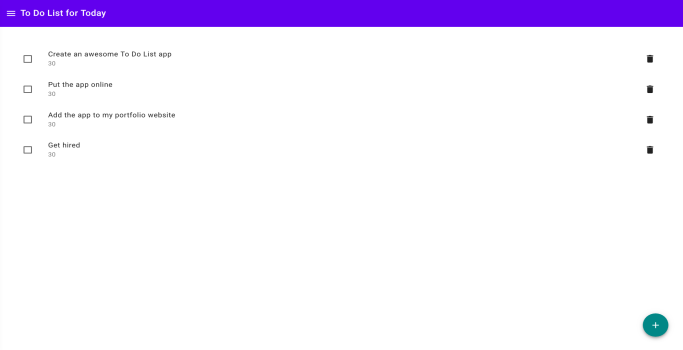 To Do List for Today
Create an awesome To Do List app
30
Put the app online
30
Add the app to my portfolio website
30
Get hired
30